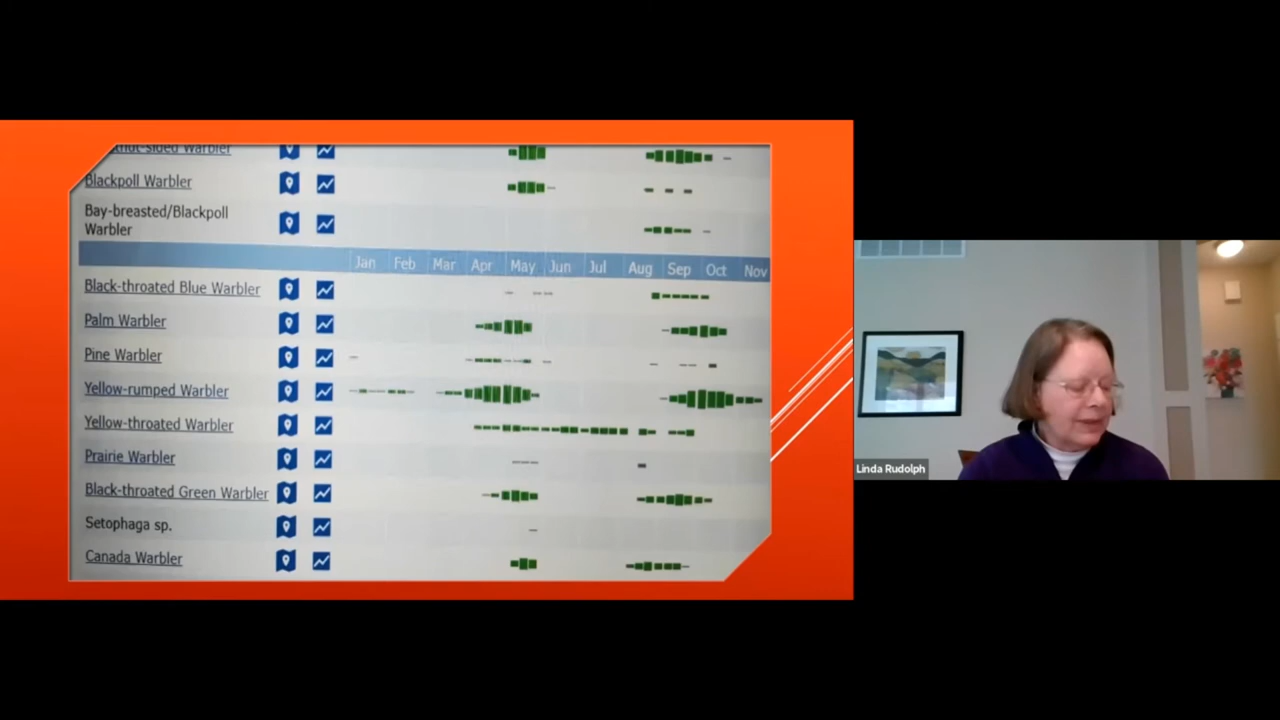 Warbler
Blackpoll Warbler
Bay-breasted/Blackpoll
Warbler
Jan Feb Mar Apr May Jun Jul Aug Sep Oct Nov
Black-throated Blue Warbler
Palm Warbler
Pine Warbler
Yellow-rumped Warbler
Yellow-throated Warbler
Prairie Warbler
Black-throated Green Warbler
Setophaga sp.
Canada Warbler
Linda Rudolph